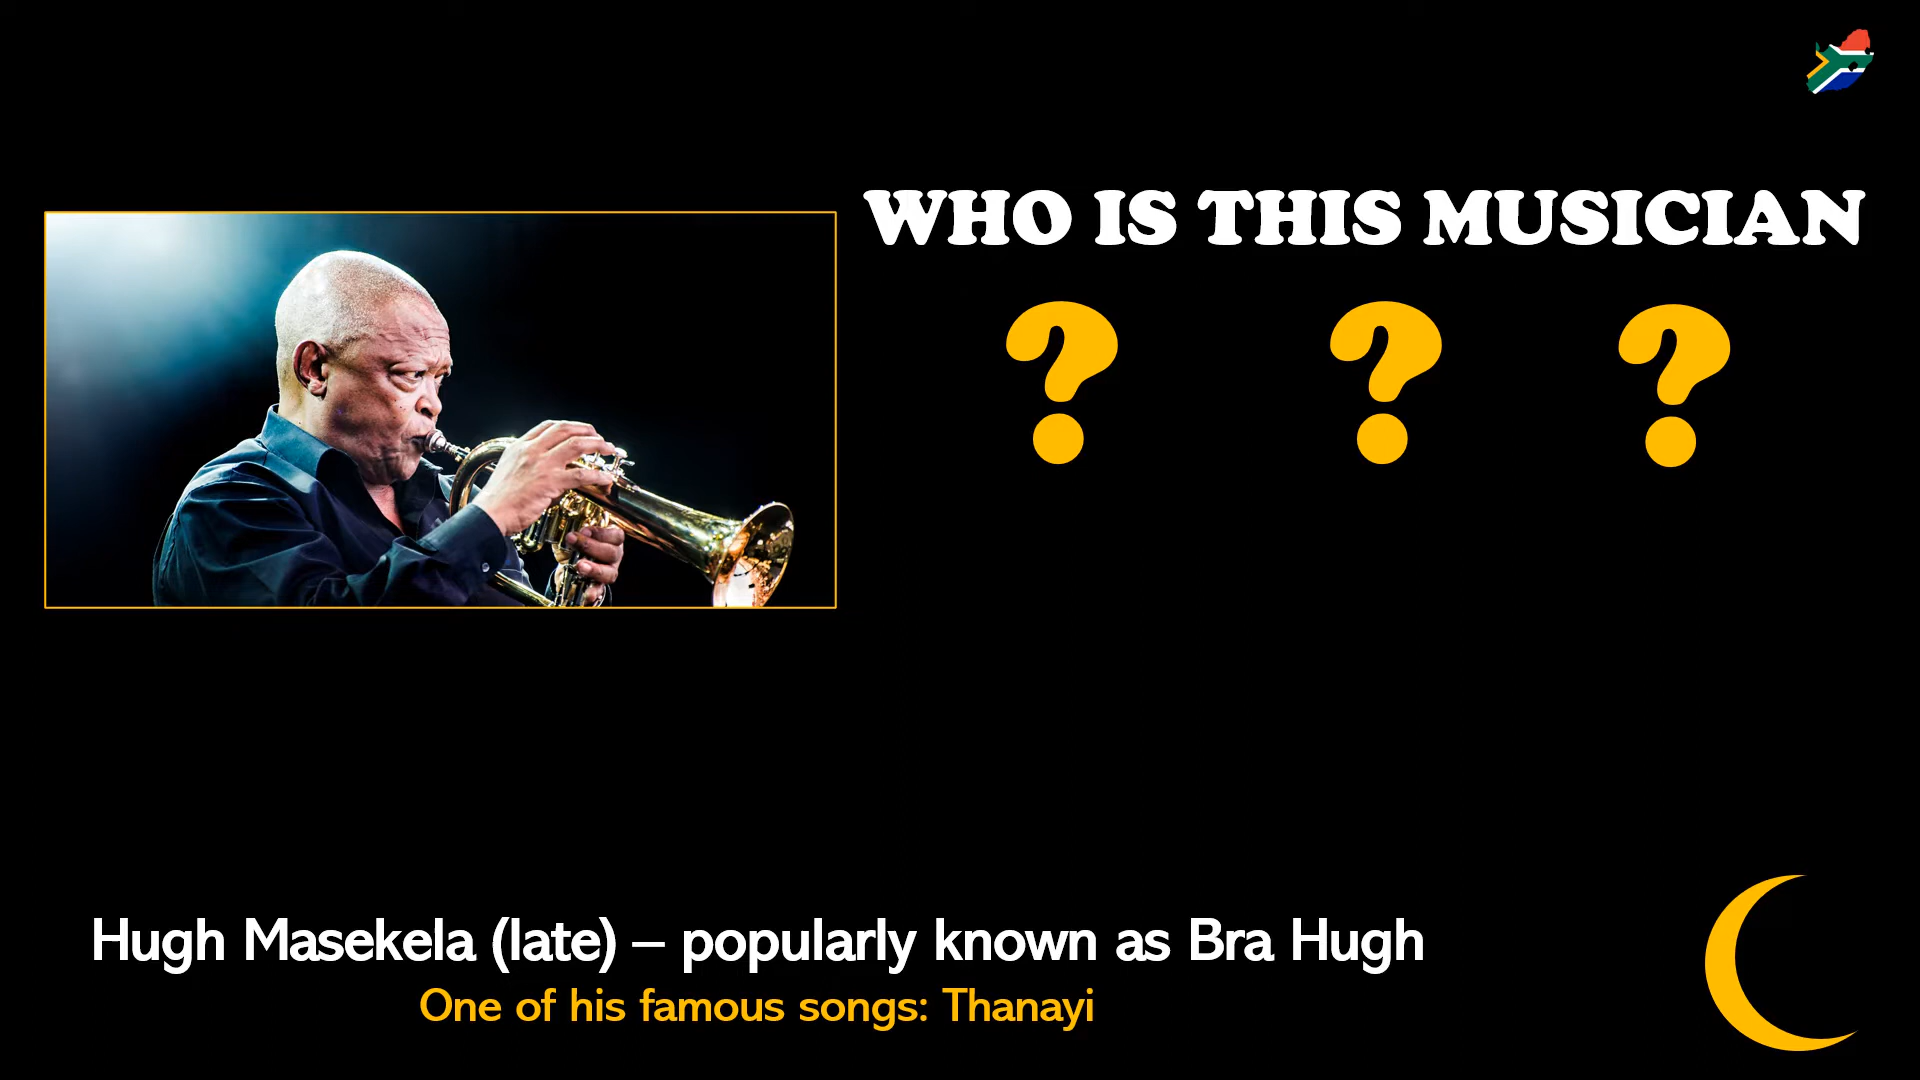 WHO IS THIS MUSICIAN
? ? ?
Hugh Masekela (late) – popularly known as Bra Hugh
One of his famous songs: Thanayi